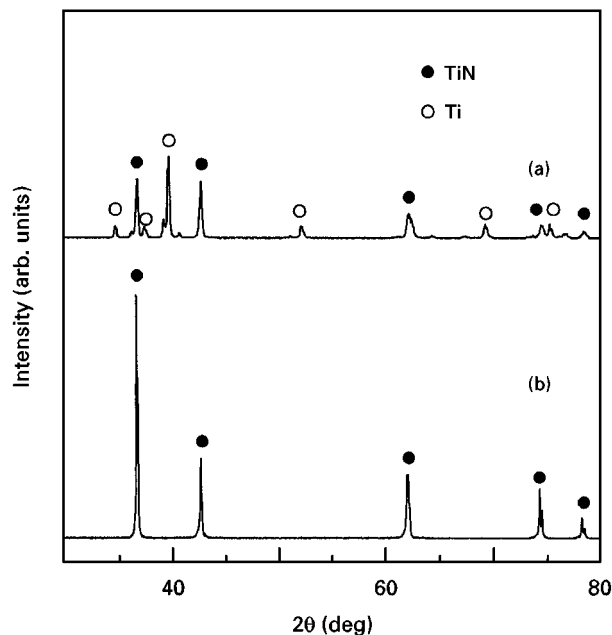 TiN
Ti
(a)
(b)
Intensity (arb. units)
40 60 80
2θ (deg)